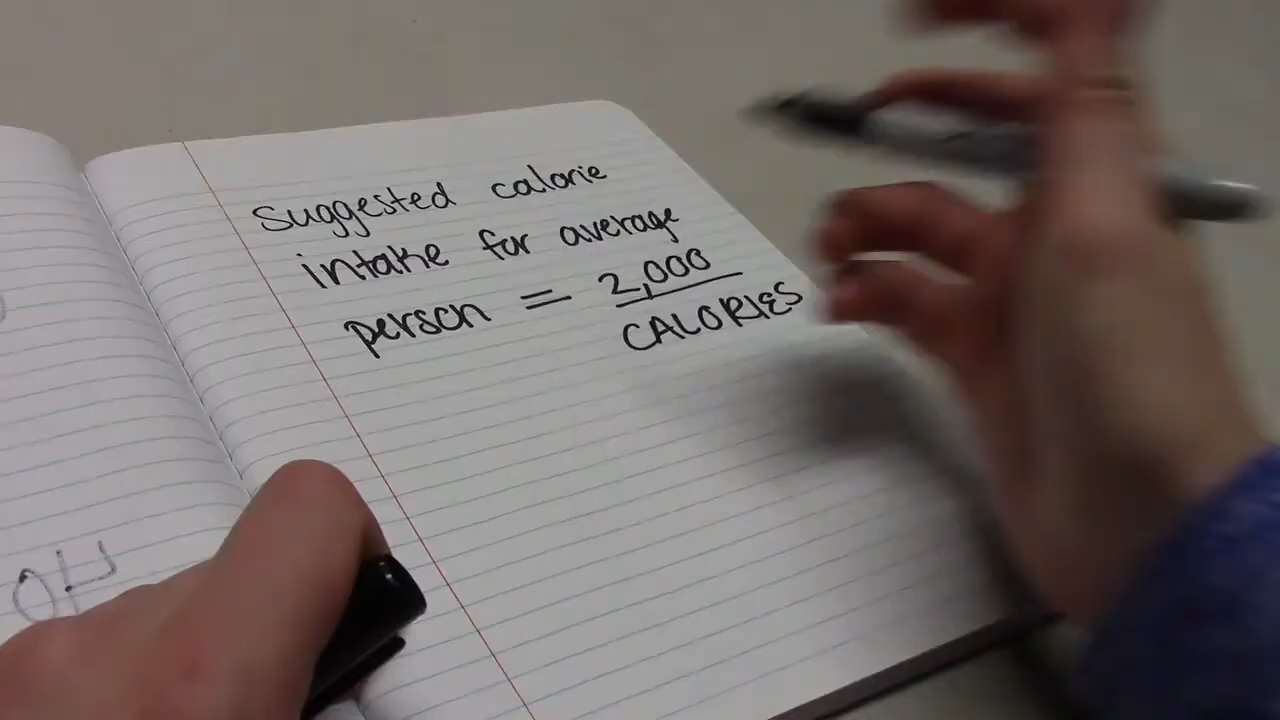 Suggested calorie
intake for average
person = 2,000
CALORIES